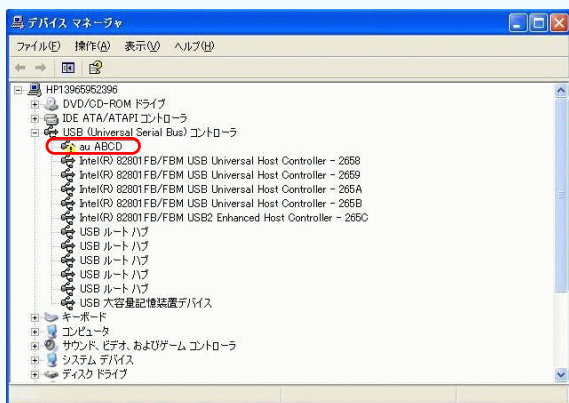 デバイス マネージャ
ファイル(F) 操作(A) 表示(V) ヘルプ(H)
HP13965952396
DVD/CD-ROM ドライブ
IDE ATA/ATAPI コントローラ
USB (Universal Serial Bus) コントローラ
au ABCD
Intel(R) 82801FB/FBM USB Universal Host Controller - 2658
Intel(R) 82801FB/FBM USB Universal Host Controller - 2659
Intel(R) 82801FB/FBM USB Universal Host Controller - 265A
Intel(R) 82801FB/FBM USB Universal Host Controller - 265B
Intel(R) 82801FB/FBM USB2 Enhanced Host Controller - 265C
USB ルート ハブ
USB ルート ハブ
USB ルート ハブ
USB ルート ハブ
USB ルート ハブ
USB 大容量記憶装置デバイス
キーボード
コンピュータ
サウンド、ビデオ、およびゲーム コントローラ
システム デバイス
ディスク ドライブ